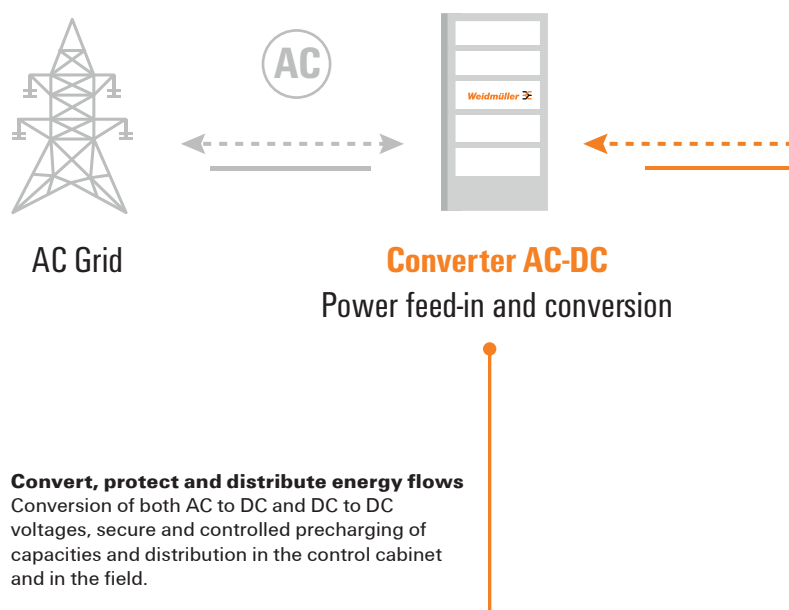 AC
Weidmüller
AC Grid
Converter AC-DC
Power feed-in and conversion
Convert, protect and distribute energy flows
Conversion of both AC to DC and DC to DC
voltages, secure and controlled precharging of
capacities and distribution in the control cabinet
and in the field.